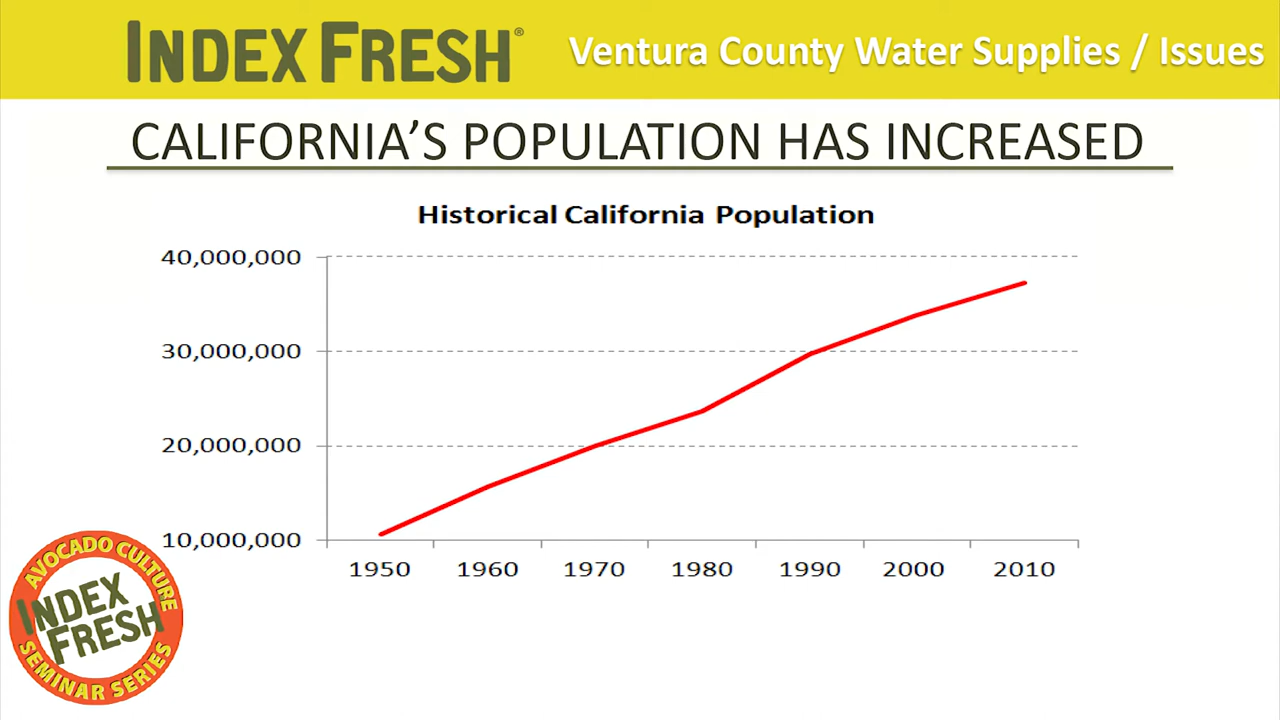 INDEX FRESH®
Ventura County Water Supplies / Issues
CALIFORNIA'S POPULATION HAS INCREASED
Historical California Population
40,000,000
30,000,000
20,000,000
10,000,000
1950 1960 1970 1980 1990 2000 2010
AVOCADO CULTURE
INDEX
FRESH
SEMINAR SERIES